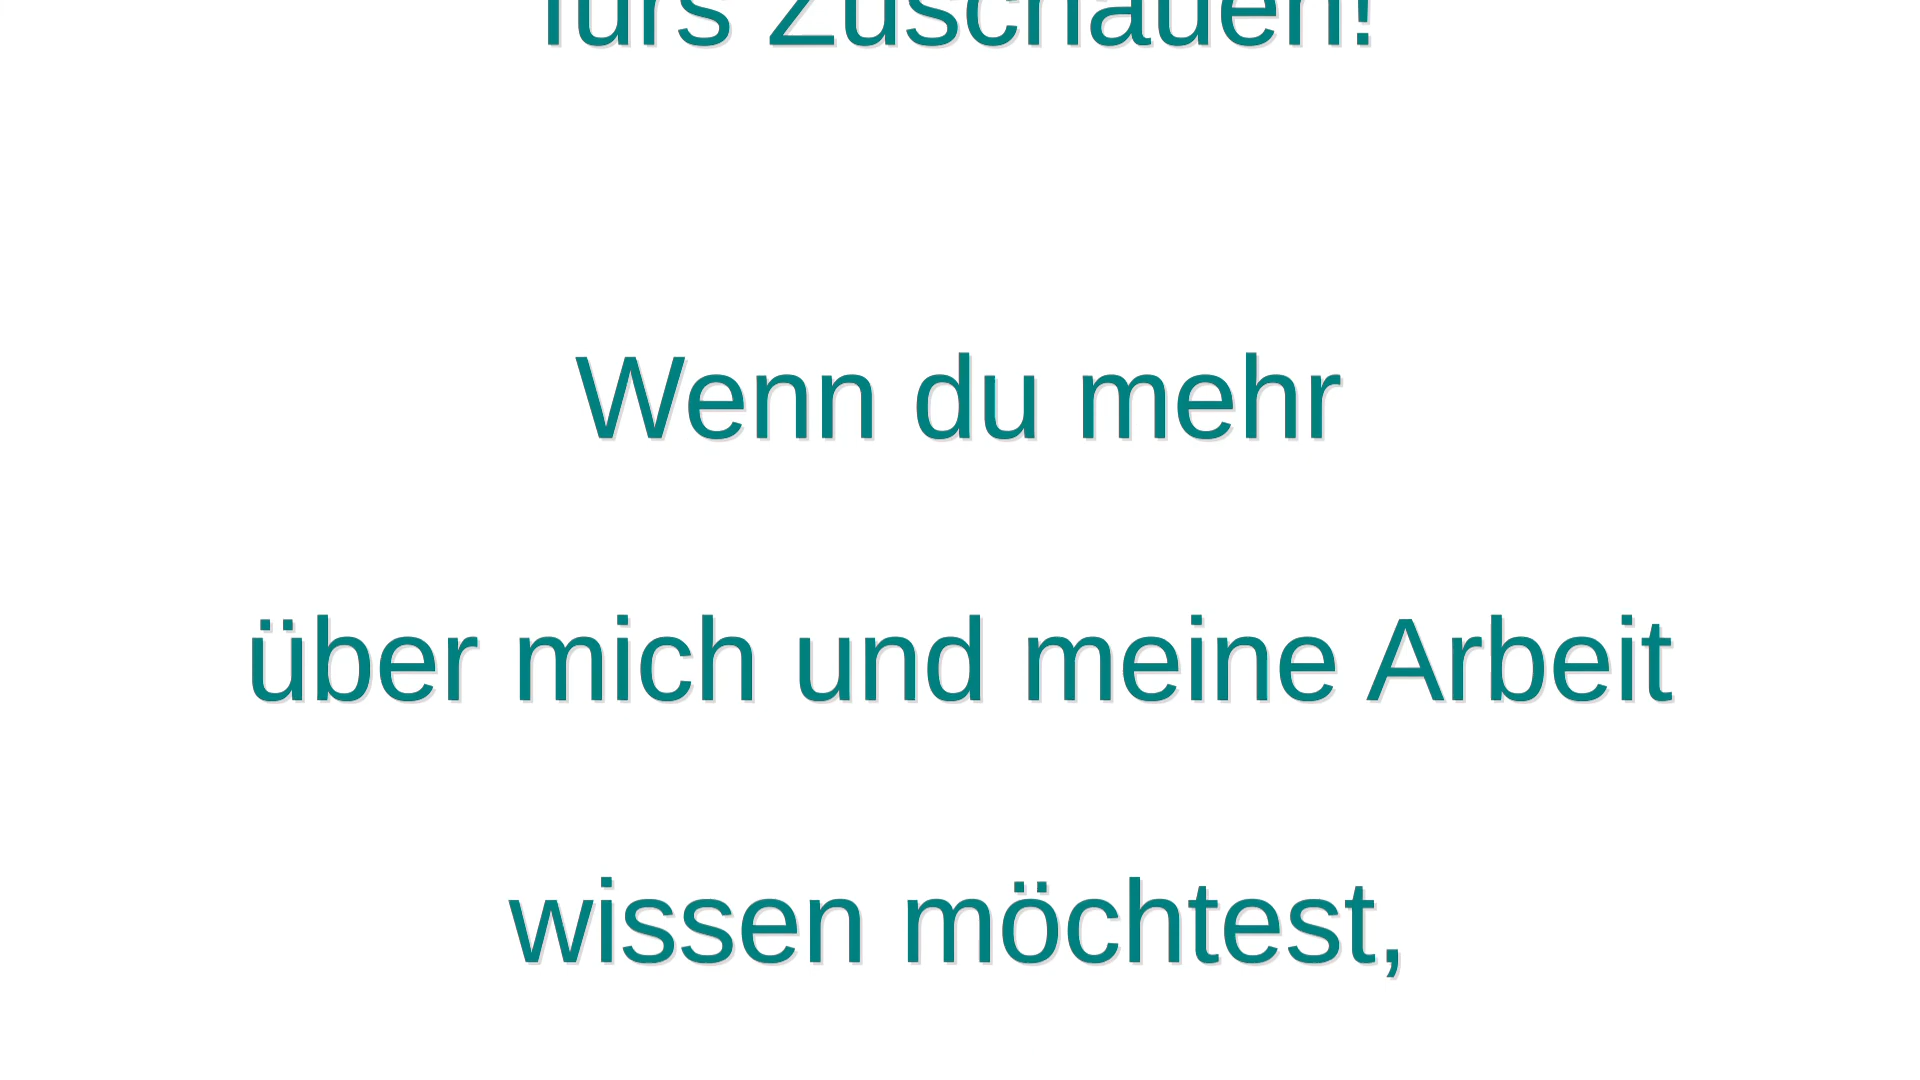 fürs Zuschauen!
Wenn du mehr
über mich und meine Arbeit
wissen möchtest,